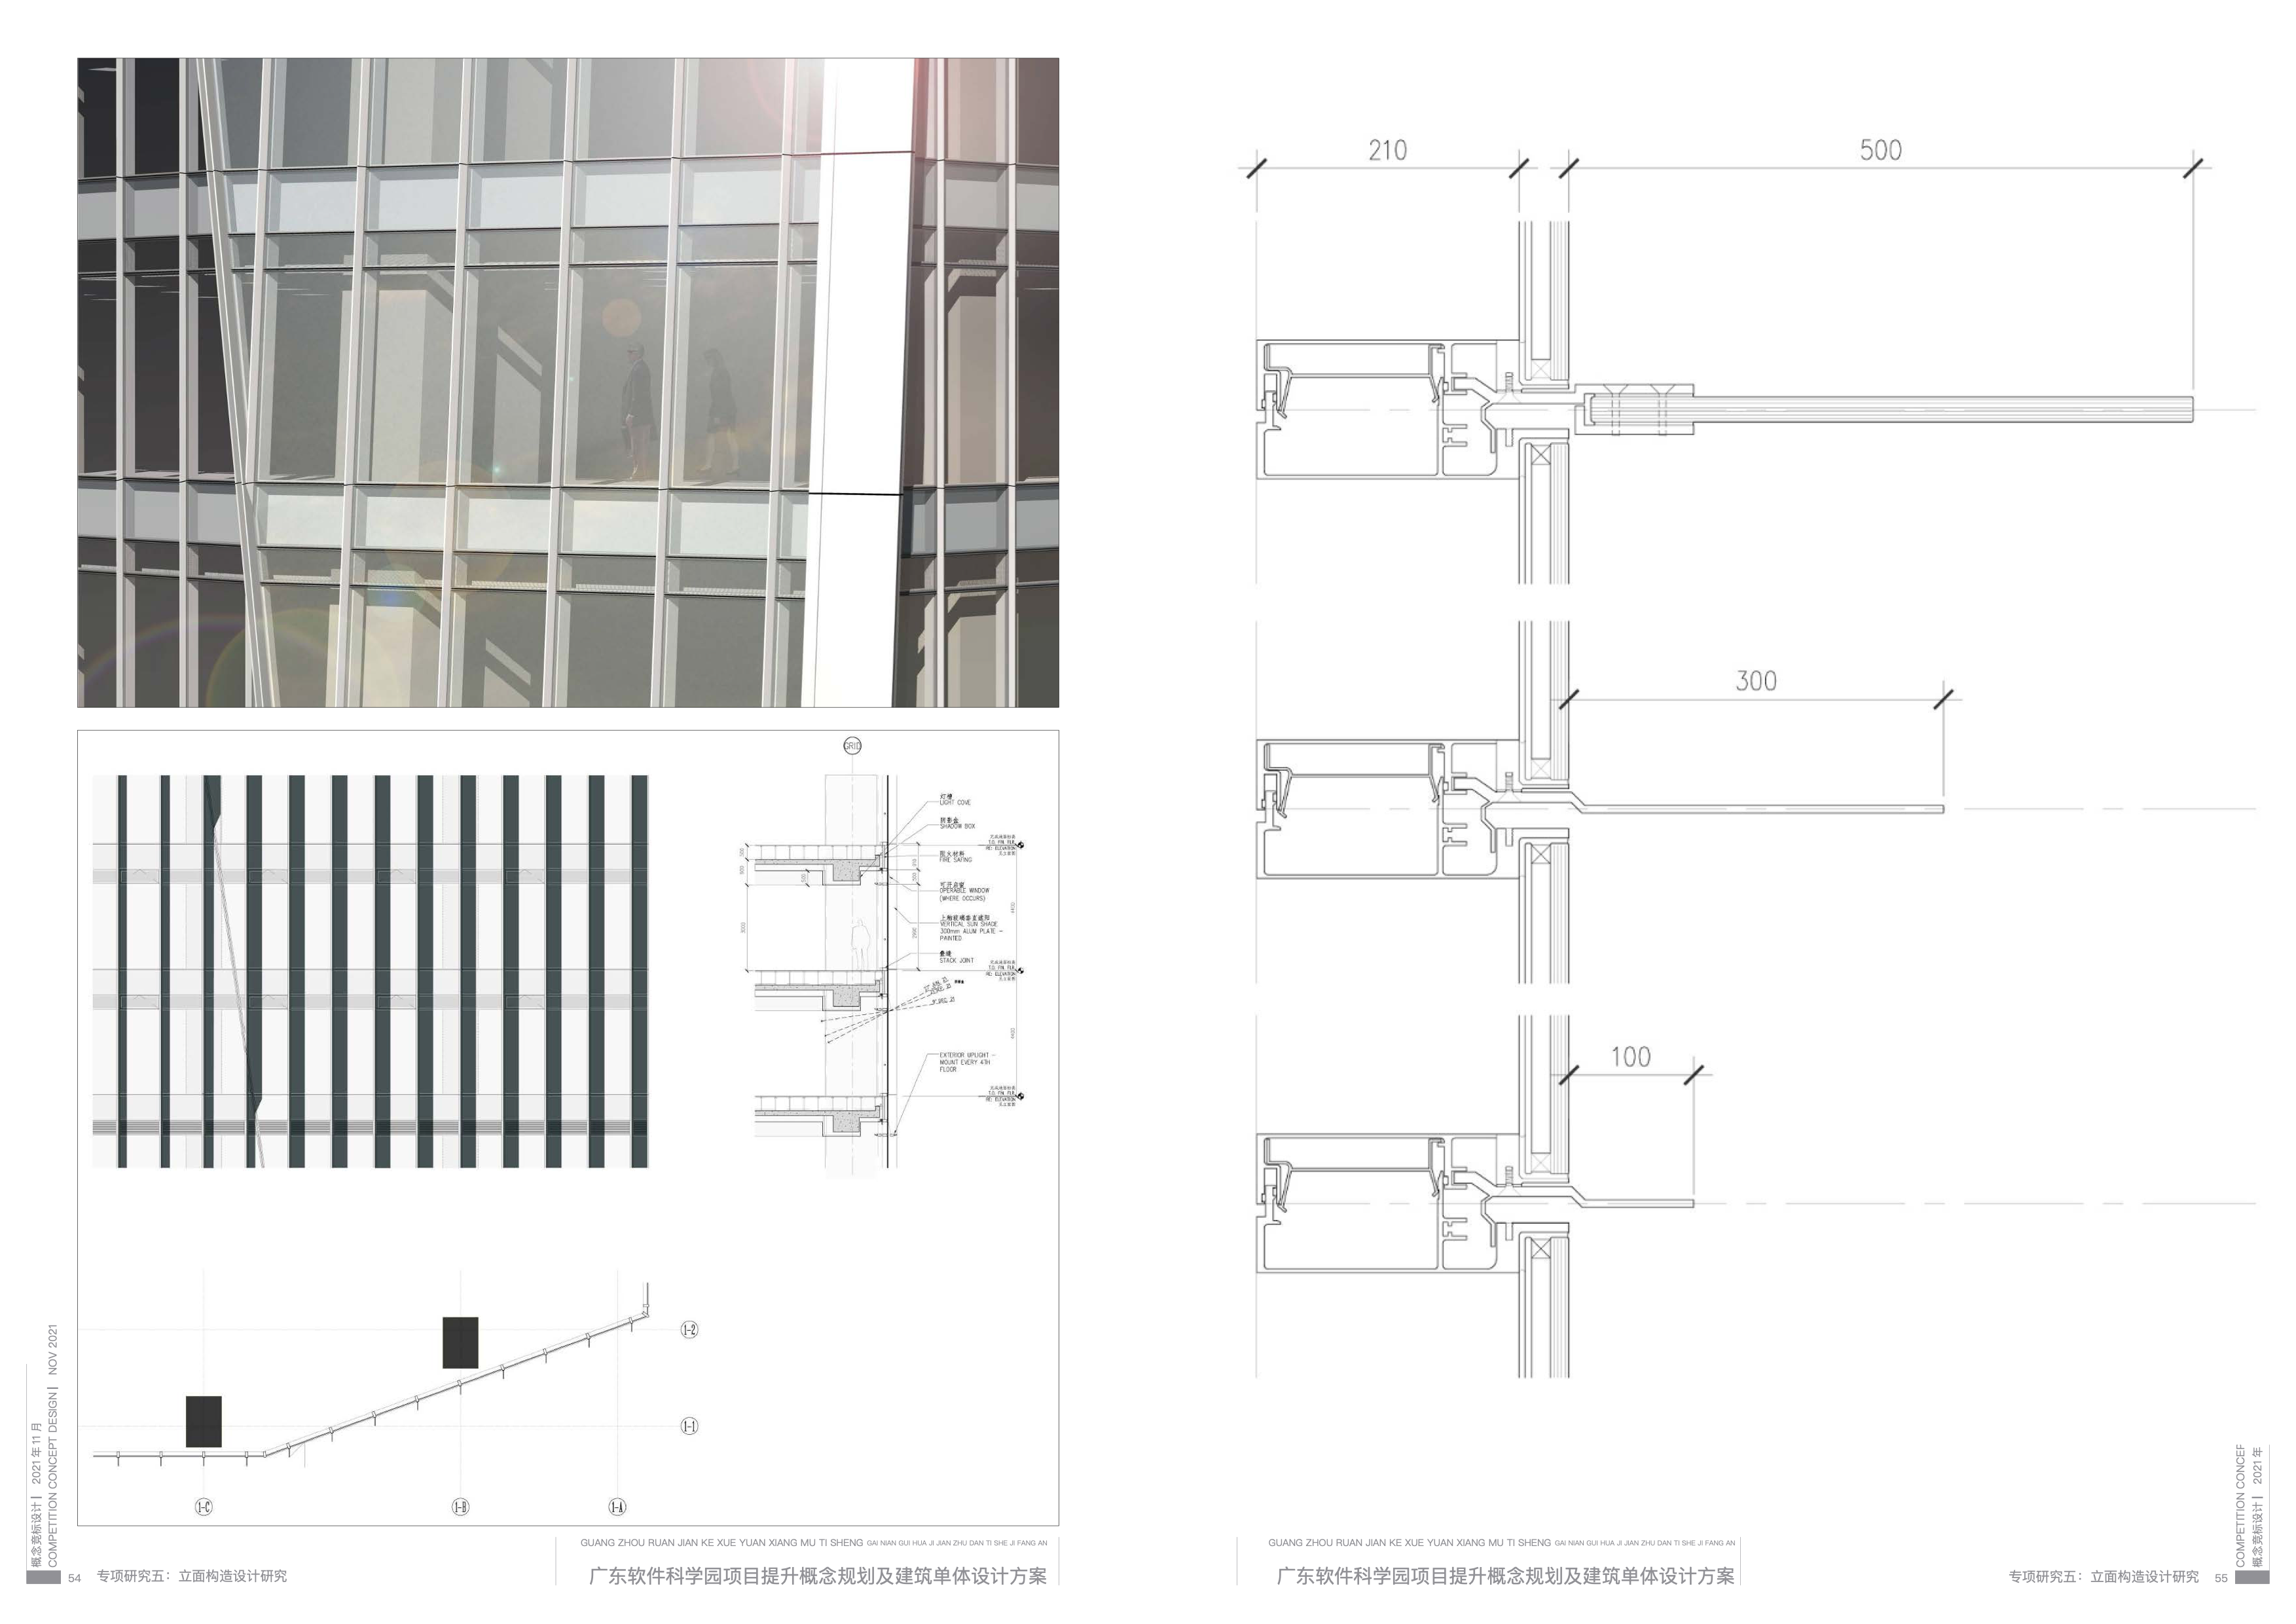 GRID
灯槽
LIGHT COVE
阴影盒
SHADOW BOX
防火材料
FIRE SAFING
可开启窗
OPERABLE WINDOW
(WHERE OCCURS)
上釉玻璃垂直遮阳
VERTICAL SUN SHADE
300mm ALUM PLATE -
PAINTED
叠缝
STACK JOINT
EXTERIOR UPLIGHT -
MOUNT EVERY 4TH
FLOOR
1-2
1-1
1-C
1-B
1-A
概念竞标设计 | 2021年11月
COMPETITION CONCEPT DESIGN | NOV 2021
54 专项研究五：立面构造设计研究
GUANG ZHOU RUAN JIAN KE XUE YUAN XIANG MU TI SHENG GAI NIAN GUI HUA JI JIAN ZHU DAN TI SHE JI FANG AN
广东软件科学园项目提升概念规划及建筑单体设计方案
210
500
300
100
GUANG ZHOU RUAN JIAN KE XUE YUAN XIANG MU TI SHENG GAI NIAN GUI HUA JI JIAN ZHU DAN TI SHE JI FANG AN
广东软件科学园项目提升概念规划及建筑单体设计方案
专项研究五：立面构造设计研究 55
COMPETITION CONCEF
概念竞标设计 | 2021年